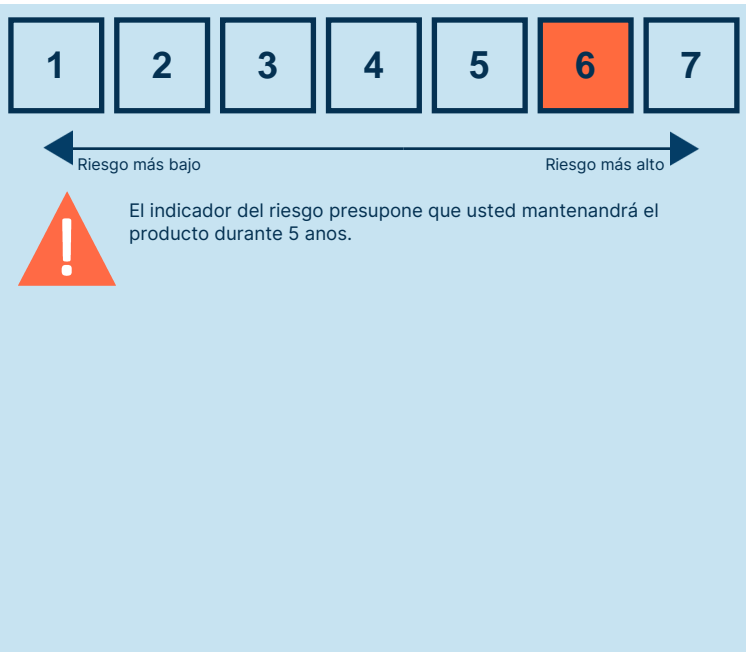 1 2 3 4 5 6 7
Riesgo más bajo Riesgo más alto
El indicador del riesgo presupone que usted mantenandrá el
producto durante 5 anos.